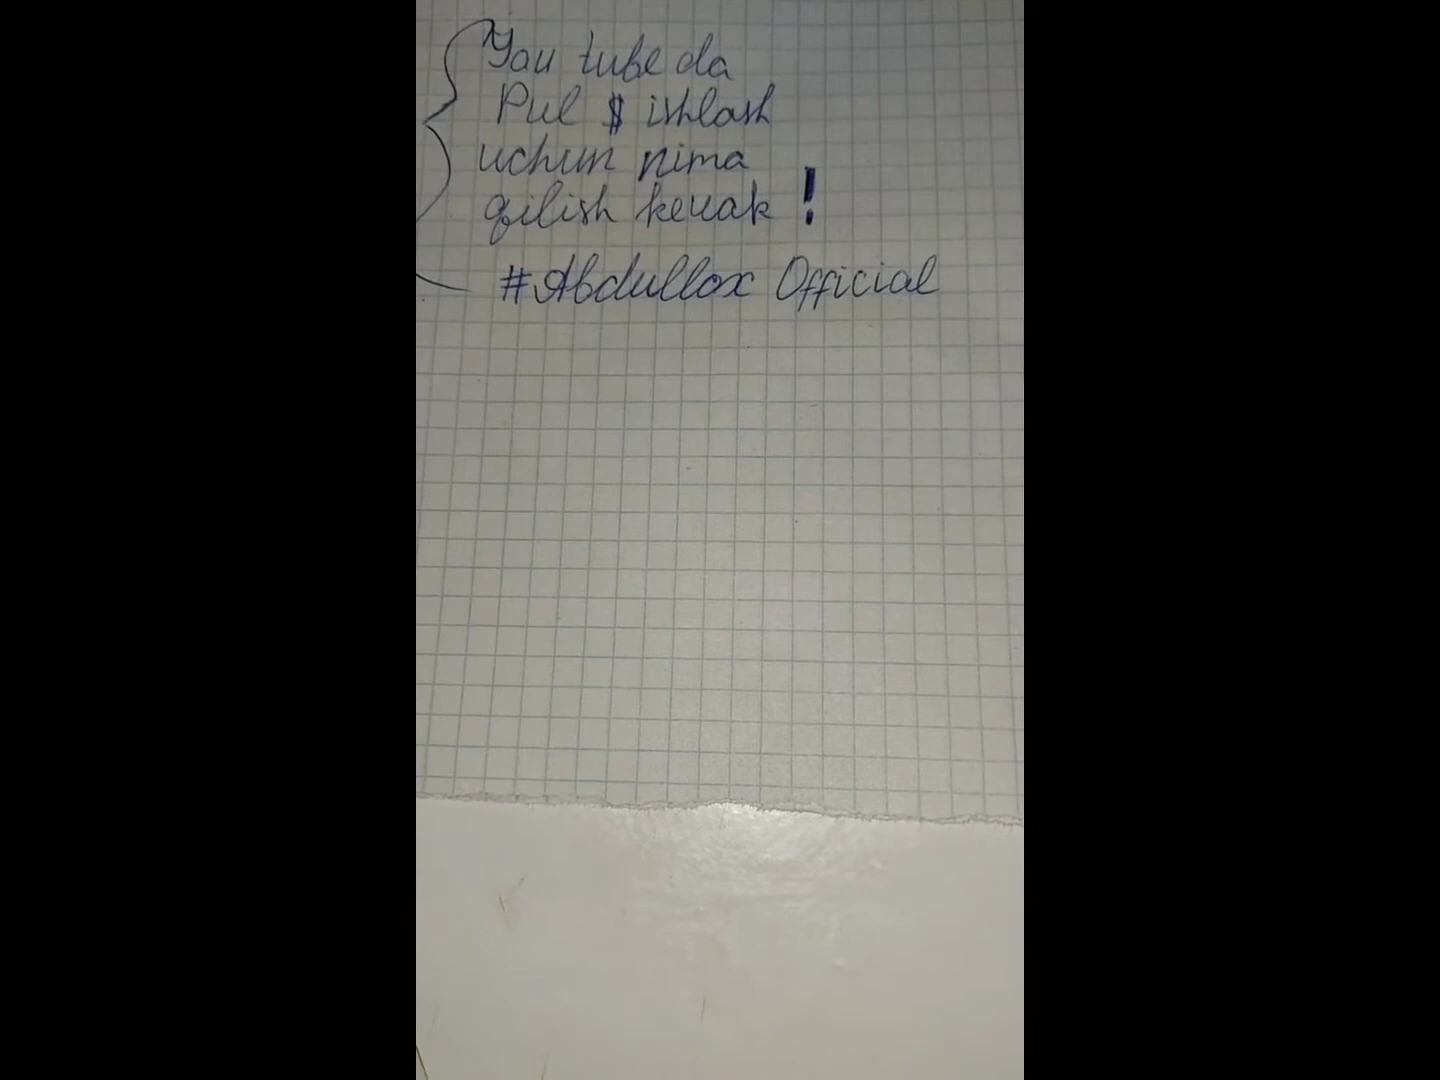 You tube da
Pul $ ishlash
uchun nima
qilish kerak !
#Abdullox Official